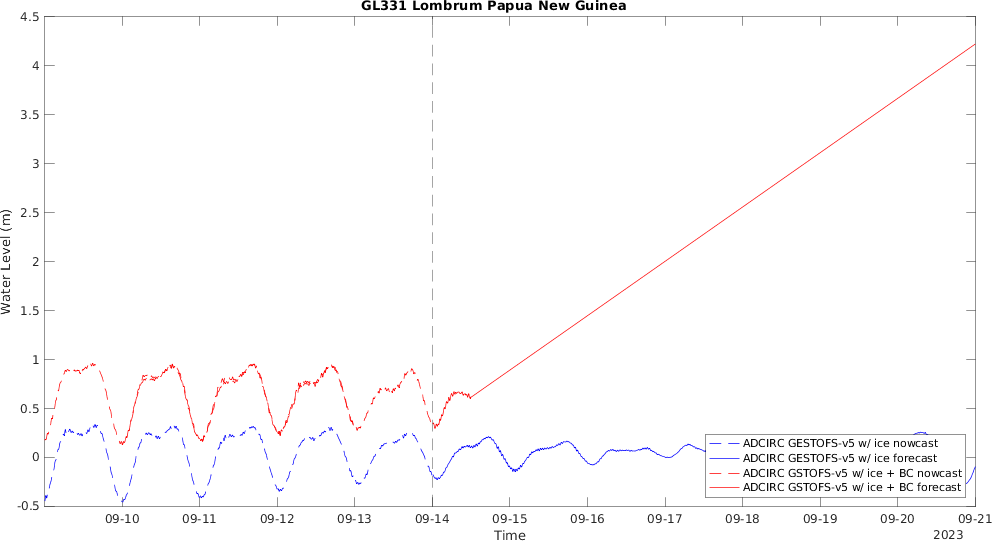 GL331 Lombrum Papua New Guinea
4.5
4
3.5
3
2.5
2
1.5
1
0.5
0
-0.5
Water Level (m)
09-10 09-11 09-12 09-13 09-14 09-15 09-16 09-17 09-18 09-19 09-20 09-21
Time
2023
ADCIRC GESTOFS-v5 w/ ice nowcast
ADCIRC GESTOFS-v5 w/ ice forecast
ADCIRC GSTOFS-v5 w/ ice + BC nowcast
ADCIRC GSTOFS-v5 w/ ice + BC forecast